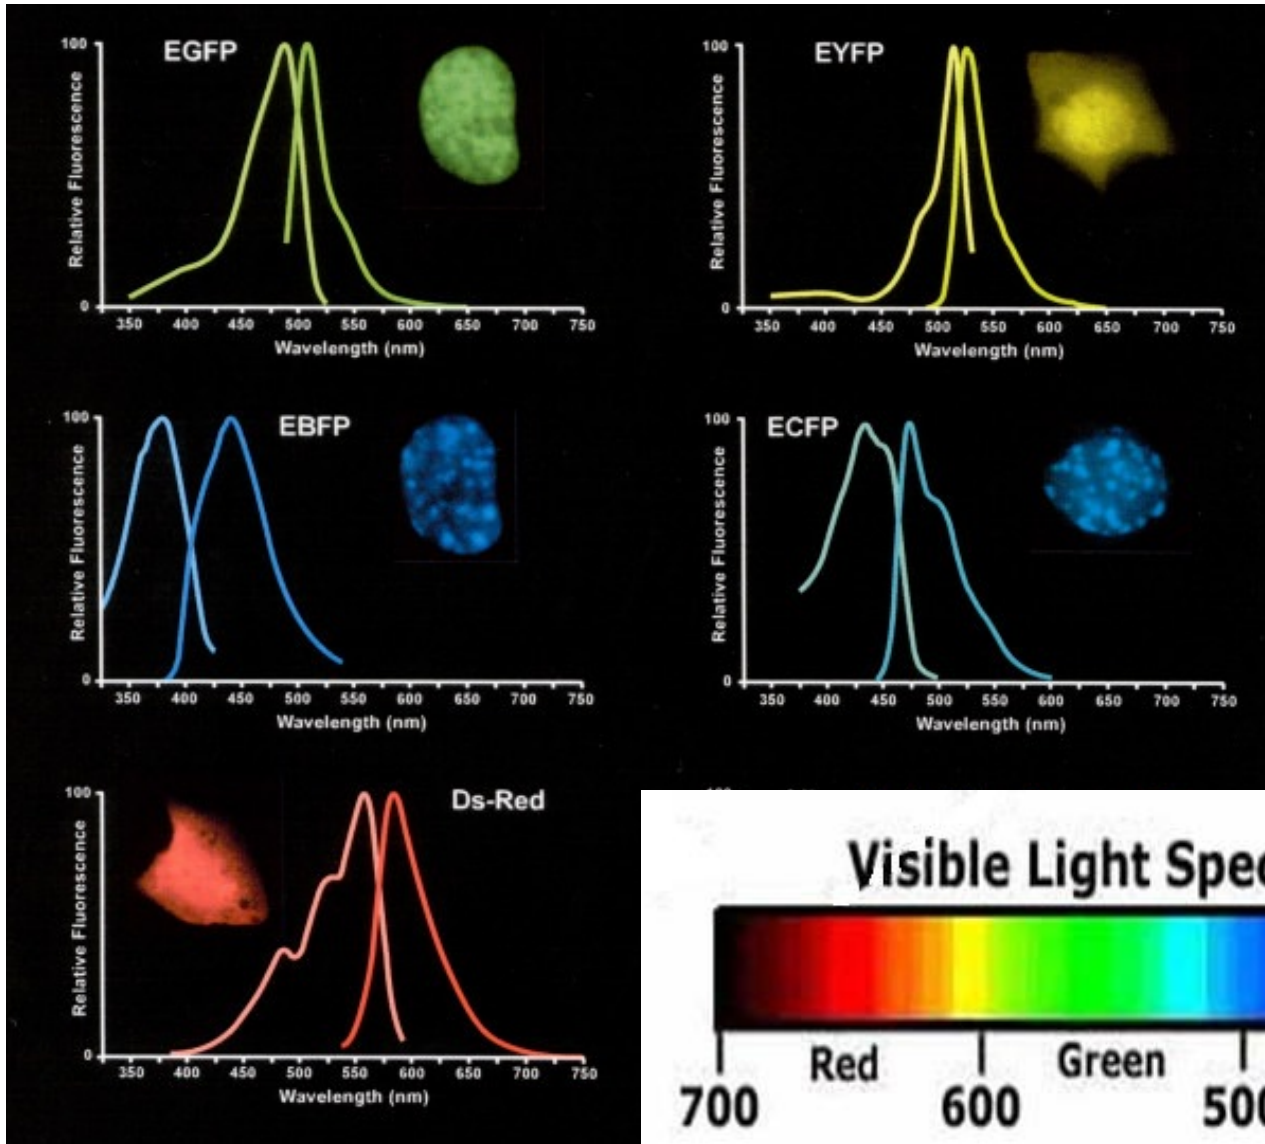 EGFP
100
Relative Fluorescence
0
350 400 450 500 550 600 650 700 750
Wavelength (nm)
EYFP
100
Relative Fluorescence
0
350 400 450 500 550 600 650 700 750
Wavelength (nm)
EBFP
100
Relative Fluorescence
0
350 400 450 500 550 600 650 700 750
Wavelength (nm)
ECFP
100
Relative Fluorescence
0
350 400 450 500 550 600 650 700 750
Wavelength (nm)
Ds-Red
100
Relative Fluorescence
0
350 400 450 500 550 600 650 700 750
Wavelength (nm)
Visible Light Spec
Red Green
700 600 500